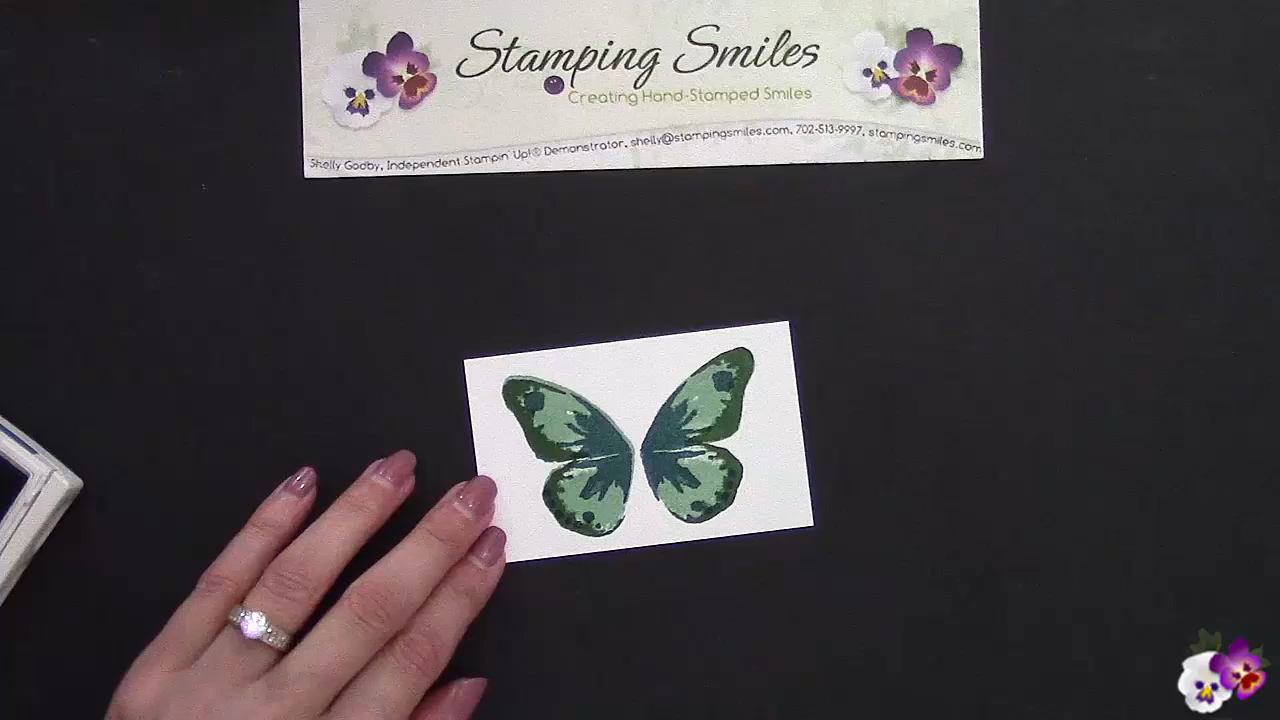 Stamping Smiles
Creating Hand-Stamped Smiles
Shelly Godby, Independent Stampin' Up!® Demonstrator, shelly@stampingsmiles.com, 702-513-9997, stampingsmiles.com